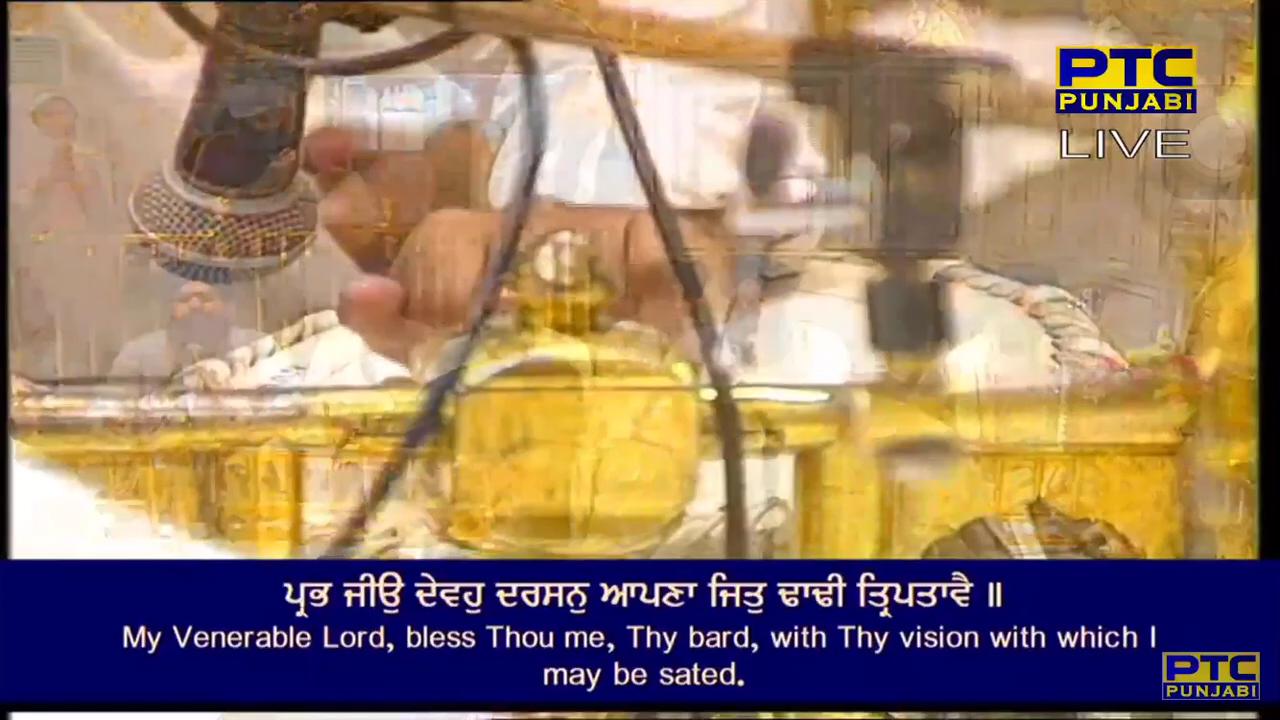 PTC
PUNJABI
LIVE
ਪ੍ਰਭ ਜੀਉ ਦੇਵਹੁ ਦਰਸਨੁ ਆਪਣਾ ਜਿਤੁ ਢਾਢੀ ਤ੍ਰਿਪਤਾਵੈ ॥
My Venerable Lord, bless Thou me, Thy bard, with Thy vision with which I
may be sated.
PTC
PUNJABI